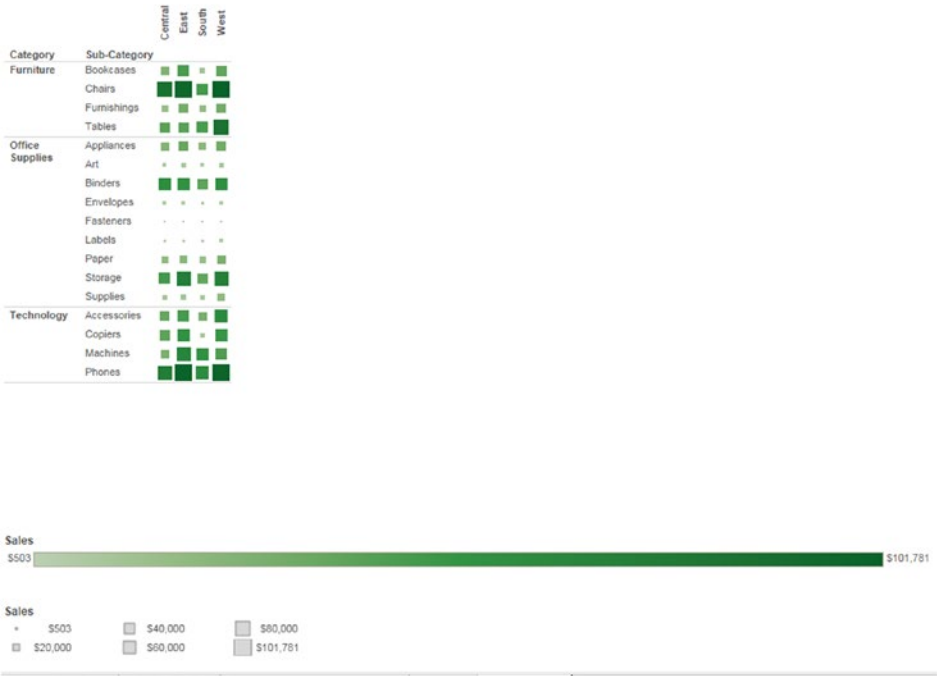 Central East South West
Category Sub-Category
Furniture Bookcases
Chairs
Furnishings
Tables
Office Supplies Appliances
Art
Binders
Envelopes
Fasteners
Labels
Paper
Storage
Supplies
Technology Accessories
Copiers
Machines
Phones
Sales
$503 $101,781
Sales
$503 $40,000 $80,000
$20,000 $60,000 $101,781